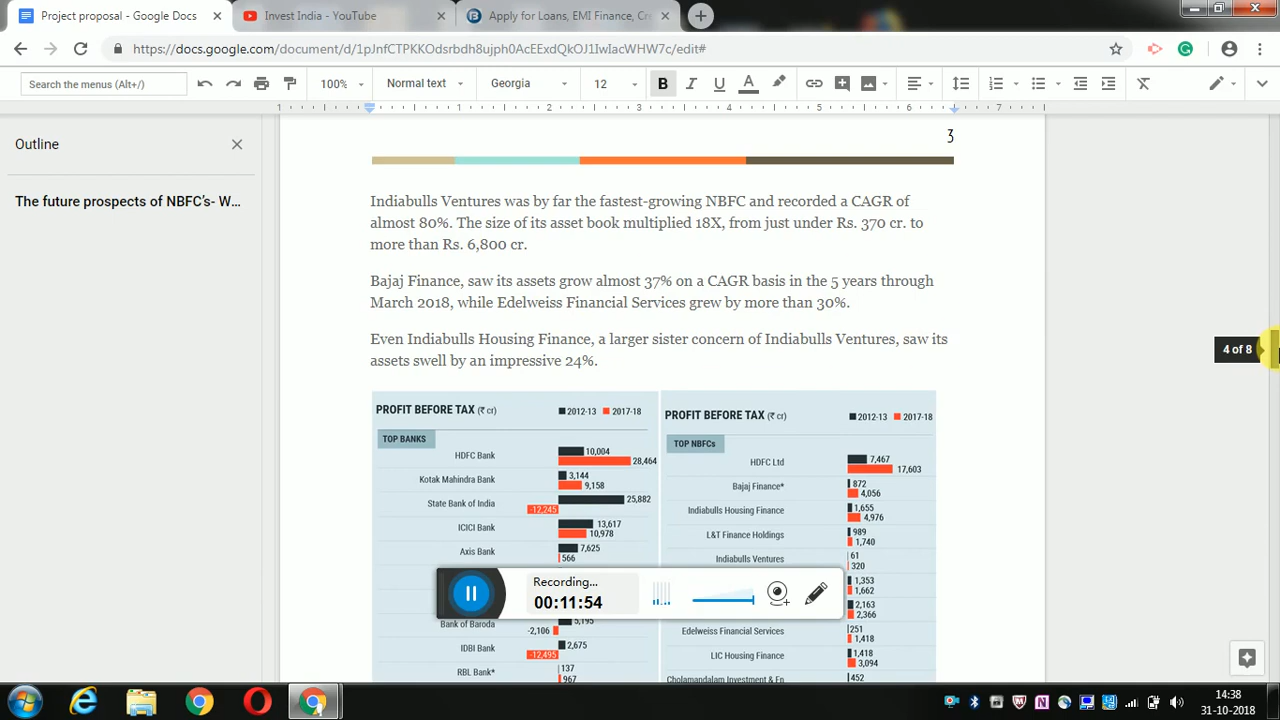 Project proposal - Google Docs
Invest India - YouTube
Apply for Loans, EMI Finance, Cre
https://docs.google.com/document/d/1pJnfCTPKKOdsrbdh8ujph0AcEExdQkOJ1IwIacWHW7c/edit#
Search the menus (Alt+/)
100%
Normal text
Georgia
12
B I U A
1 1 2 3 4 5 6 7
Outline
The future prospects of NBFC's- W...
3
Indiabulls Ventures was by far the fastest-growing NBFC and recorded a CAGR of
almost 80%. The size of its asset book multiplied 18X, from just under Rs. 370 cr. to
more than Rs. 6,800 cr.
Bajaj Finance, saw its assets grow almost 37% on a CAGR basis in the 5 years through
March 2018, while Edelweiss Financial Services grew by more than 30%.
Even Indiabulls Housing Finance, a larger sister concern of Indiabulls Ventures, saw its
assets swell by an impressive 24%.
4 of 8
PROFIT BEFORE TAX (₹ cr) 2012-13 2017-18
TOP BANKS
HDFC Bank 10,004
28,464
Kotak Mahindra Bank 3,144
9,158
State Bank of India 25,882
-12,245
ICICI Bank 13,617
10,978
Axis Bank 7,625
566
Bank of Baroda 5,195
-2,106
IDBI Bank 2,675
-12,495
RBL Bank* 137
967
PROFIT BEFORE TAX (₹ cr) 2012-13 2017-18
TOP NBFCs
HDFC Ltd 7,467
17,603
Bajaj Finance* 872
4,056
Indiabulls Housing Finance 1,655
4,976
L&T Finance Holdings 989
1,740
Indiabulls Ventures 61
320
1,353
1,662
2,163
2,366
Edelweiss Financial Services 251
1,418
LIC Housing Finance 1,418
3,094
Cholamandalam Investment & Fn 452
Recording...
00:11:54
14:38
31-10-2018